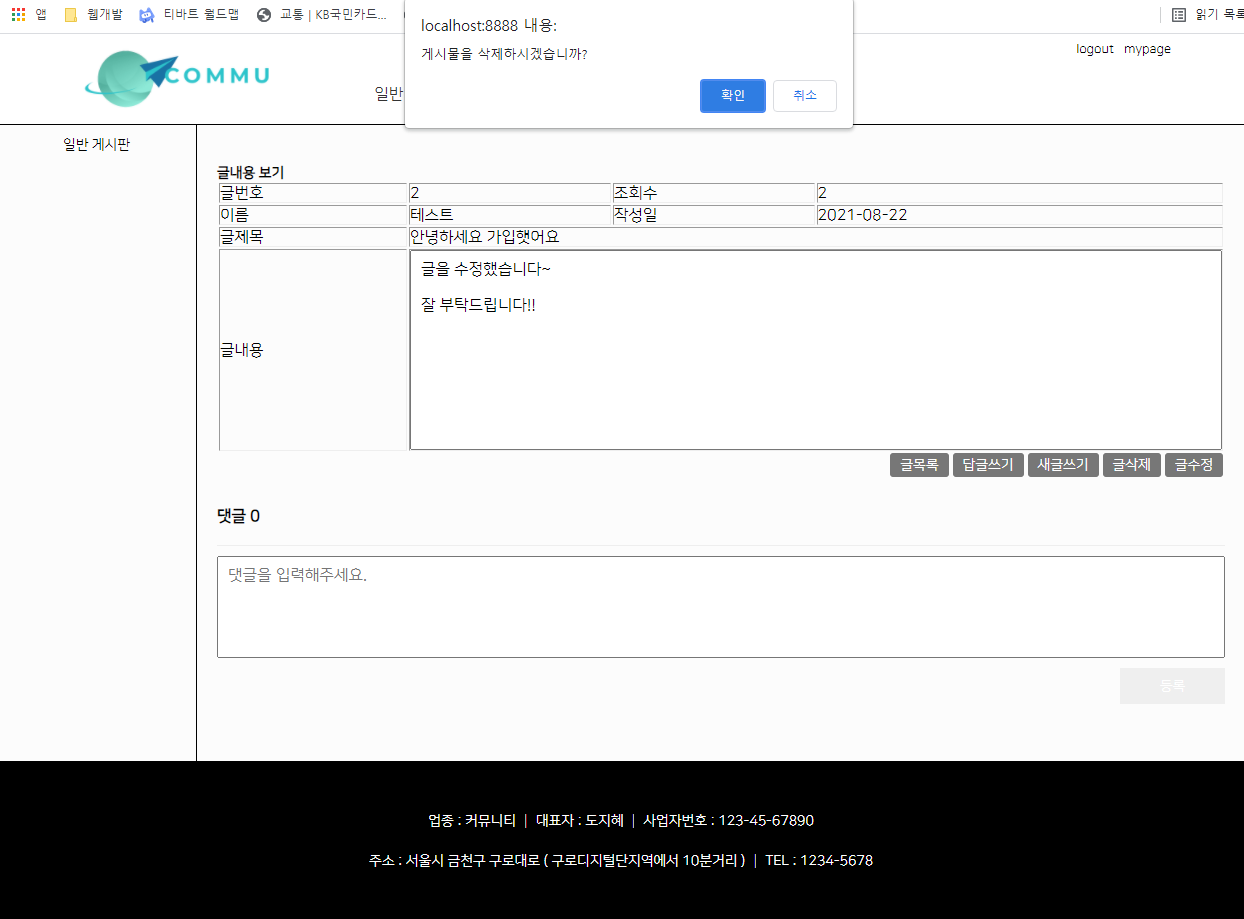 앱 웹개발 티바트 월드맵 교통 | KB국민카드... 읽기 목록
localhost:8888 내용:
게시물을 삭제하시겠습니까?
확인 취소
logout mypage
COMMU
일반
일반 게시판
글내용 보기
글번호 2 조회수 2
이름 테스트 작성일 2021-08-22
글제목 안녕하세요 가입햇어요
글내용
글을 수정했습니다~
잘 부탁드립니다!!
글목록 답글쓰기 새글쓰기 글삭제 글수정
댓글 0
댓글을 입력해주세요.
등록
업종 : 커뮤니티 | 대표자 : 도지혜 | 사업자번호 : 123-45-67890
주소 : 서울시 금천구 구로대로 ( 구로디지털단지역에서 10분거리 ) | TEL : 1234-5678